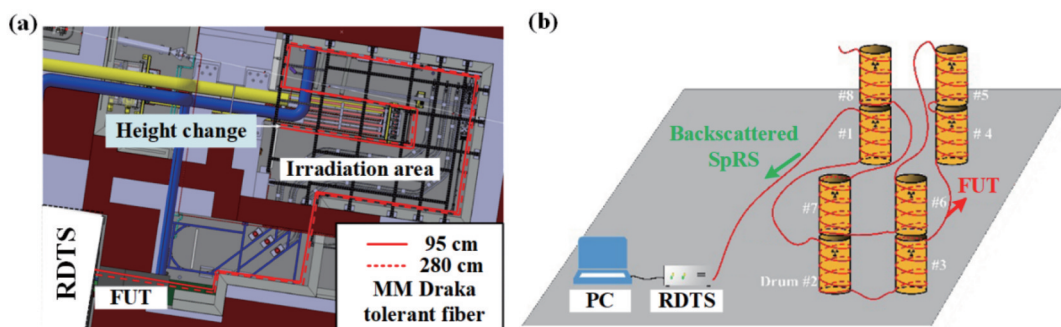 (a)
Height change
Irradiation area
RDTS
FUT
95 cm
280 cm
MM Draka
tolerant fiber
(b)
Backscattered
SpRS
#8
#1
#5
# 4
#7
#6
FUT
#3
Drum #2
PC
RDTS